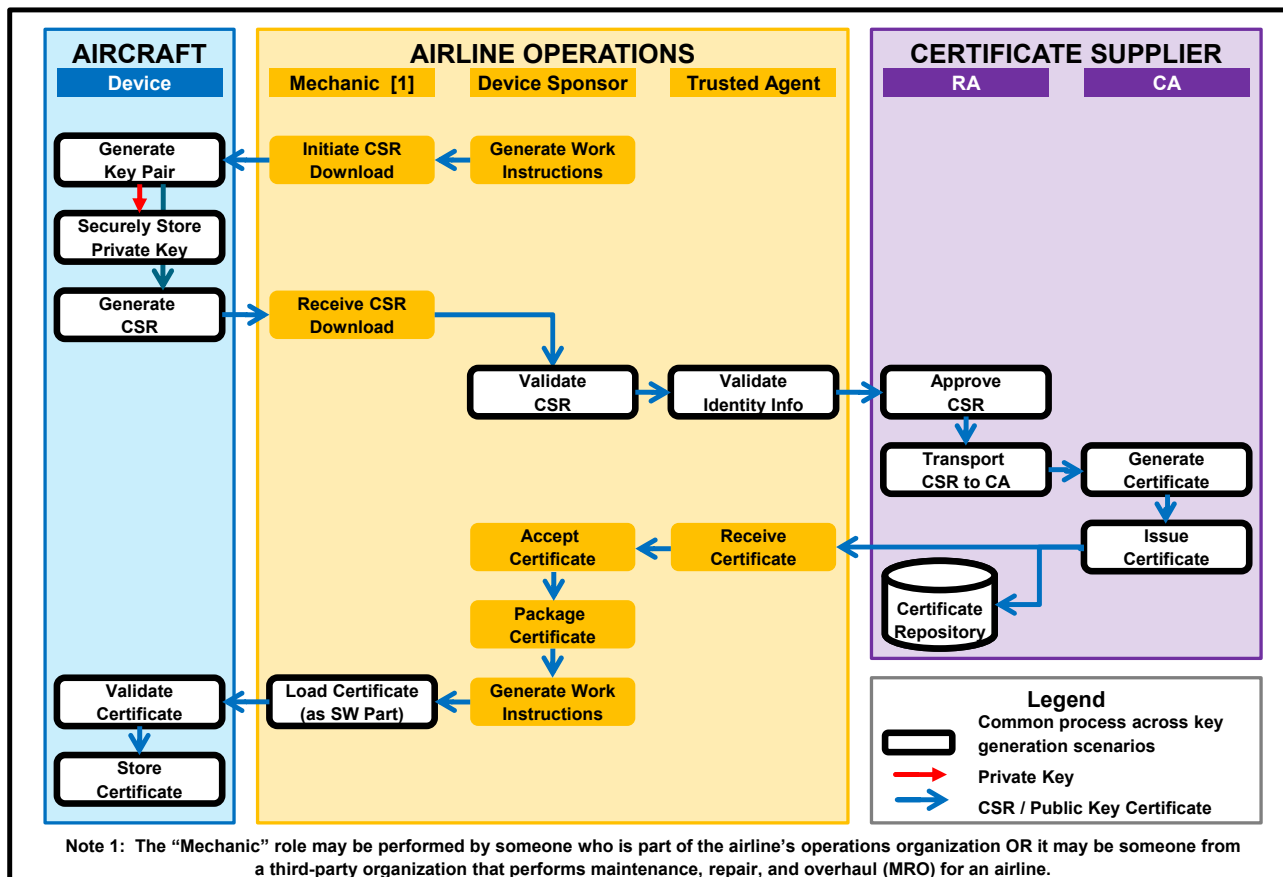 AIRCRAFT
AIRLINE OPERATIONS
CERTIFICATE SUPPLIER
Device
Mechanic [1]
Device Sponsor
Trusted Agent
RA
CA
Generate
Key Pair
Initiate CSR
Download
Generate Work
Instructions
Securely Store
Private Key
Generate
CSR
Receive CSR
Download
Validate
CSR
Validate
Identity Info
Approve
CSR
Transport
CSR to CA
Generate
Certificate
Accept
Certificate
Receive
Certificate
Issue
Certificate
Package
Certificate
Certificate
Repository
Validate
Certificate
Load Certificate
(as SW Part)
Generate Work
Instructions
Store
Certificate
Legend
Common process across key
generation scenarios
Private Key
CSR / Public Key Certificate
Note 1: The “Mechanic” role may be performed by someone who is part of the airline’s operations organization OR it may be someone from
a third-party organization that performs maintenance, repair, and overhaul (MRO) for an airline.